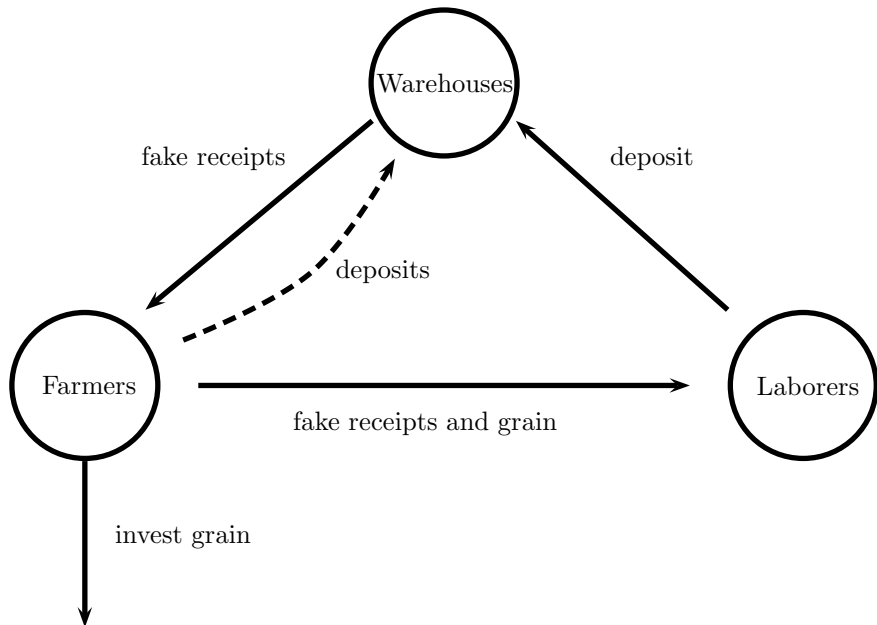 Warehouses
fake receipts
deposit
deposits
Farmers
Laborers
fake receipts and grain
invest grain